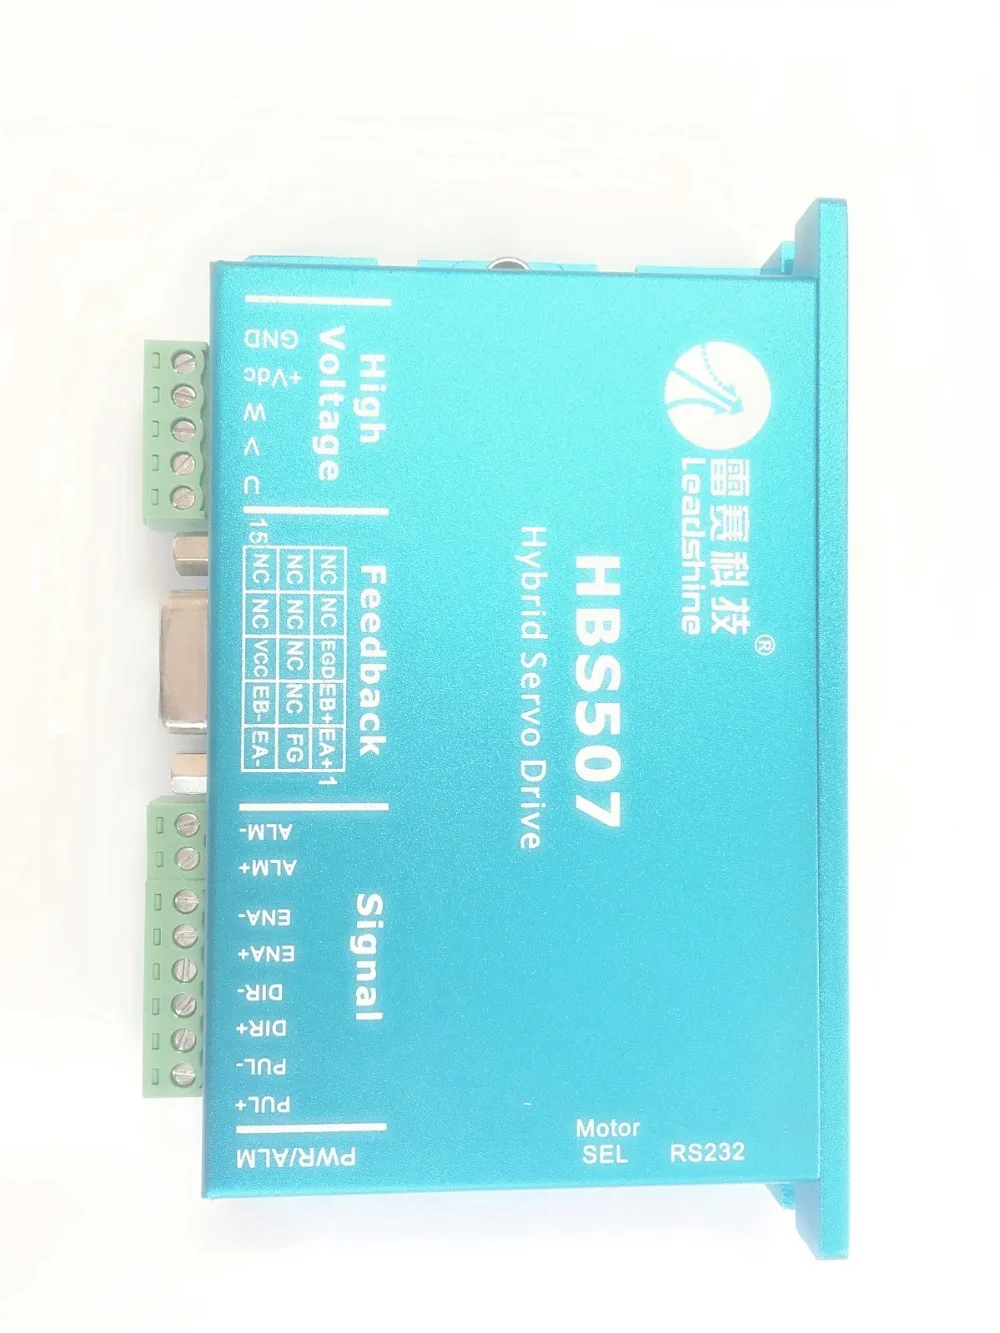 雷赛科技®
Leadshine
HBS507
Hybrid Servo Drive
High
Voltage
GND
+Vdc
W
V
U
Feedback
NC NC EGD EB+ EA+ 1
NC NC NC NC FG
15 NC NC VCC EB- EA-
Signal
ALM-
ALM+
ENA-
ENA+
DIR-
DIR+
PUL-
PUL+
PWR/ALM
Motor
SEL
RS232